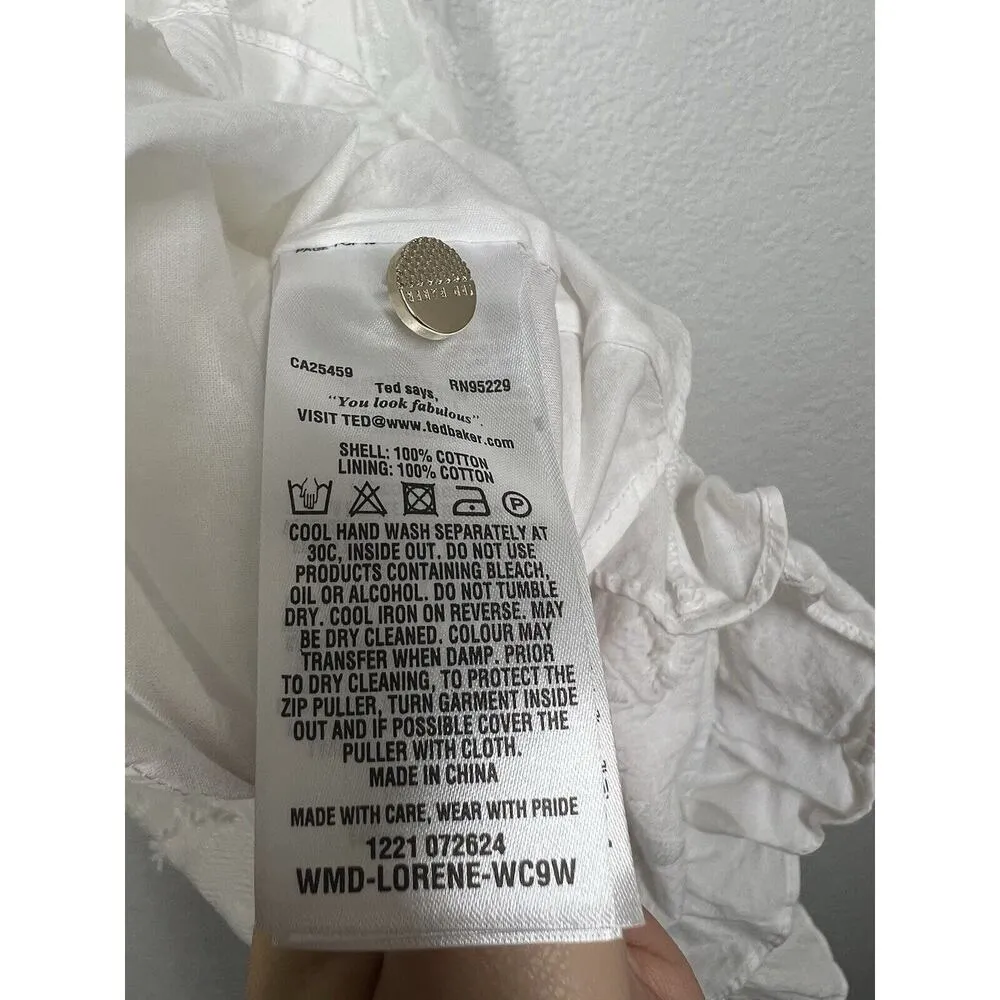 TED BAKER
CA25459
RN95229
Ted says,
"You look fabulous".
VISIT TED@www.tedbaker.com
SHELL: 100% COTTON
LINING: 100% COTTON
P
COOL HAND WASH SEPARATELY AT
30C, INSIDE OUT. DO NOT USE
PRODUCTS CONTAINING BLEACH,
OIL OR ALCOHOL. DO NOT TUMBLE
DRY. COOL IRON ON REVERSE. MAY
BE DRY CLEANED. COLOUR MAY
TRANSFER WHEN DAMP. PRIOR
TO DRY CLEANING, TO PROTECT THE
ZIP PULLER, TURN GARMENT INSIDE
OUT AND IF POSSIBLE COVER THE
PULLER WITH CLOTH.
MADE IN CHINA
MADE WITH CARE, WEAR WITH PRIDE
1221 072624
WMD-LORENE-WC9W